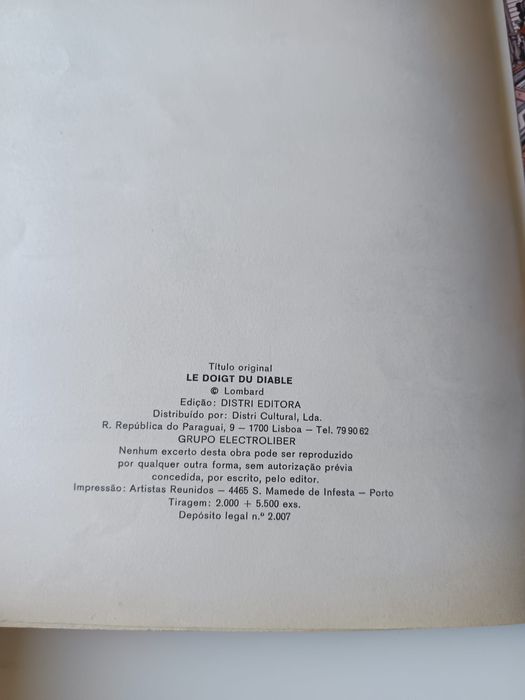 Título original
LE DOIGT DU DIABLE
© Lombard
Edição: DISTRI EDITORA
Distribuído por: Distri Cultural, Lda.
R. República do Paraguai, 9 — 1700 Lisboa — Tel. 79 90 62
GRUPO ELECTROLIBER
Nenhum excerto desta obra pode ser reproduzido
por qualquer outra forma, sem autorização prévia
concedida, por escrito, pelo editor.
Impressão: Artistas Reunidos — 4465 S. Mamede de Infesta — Porto
Tiragem: 2.000 + 5.500 exs.
Depósito legal n.º 2.007